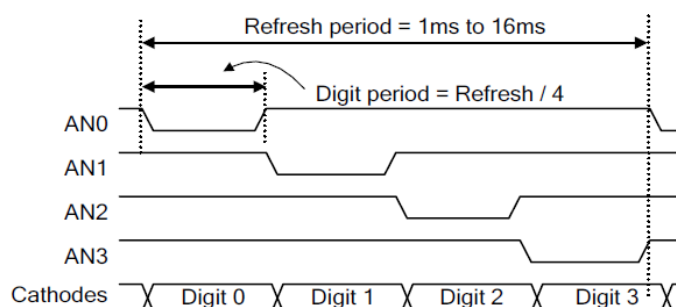 Refresh period = 1ms to 16ms
Digit period = Refresh / 4
AN0
AN1
AN2
AN3
Cathodes Digit 0 Digit 1 Digit 2 Digit 3